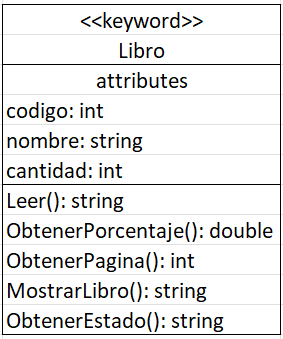 <<keyword>>
Libro
attributes
codigo: int
nombre: string
cantidad: int
Leer(): string
ObtenerPorcentaje(): double
ObtenerPagina(): int
MostrarLibro(): string
ObtenerEstado(): string